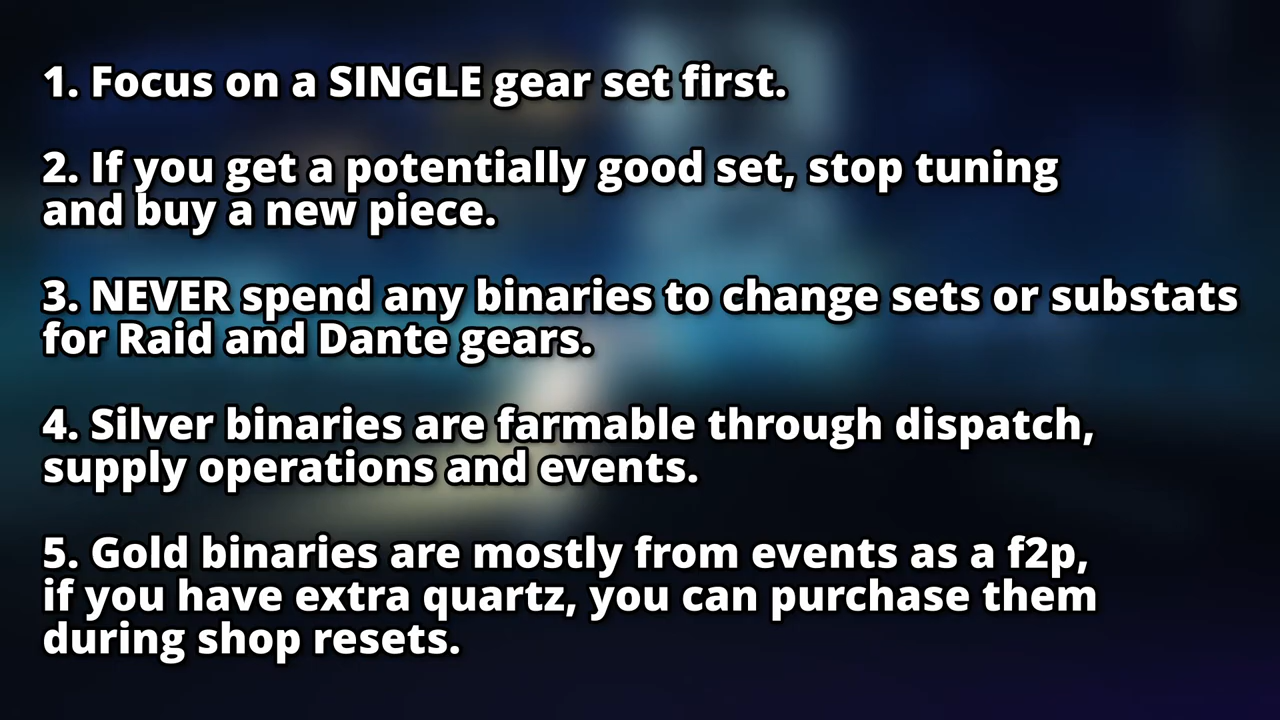 1. Focus on a SINGLE gear set first.
2. If you get a potentially good set, stop tuning
and buy a new piece.
3. NEVER spend any binaries to change sets or substats
for Raid and Dante gears.
4. Silver binaries are farmable through dispatch,
supply operations and events.
5. Gold binaries are mostly from events as a f2p,
if you have extra quartz, you can purchase them
during shop resets.